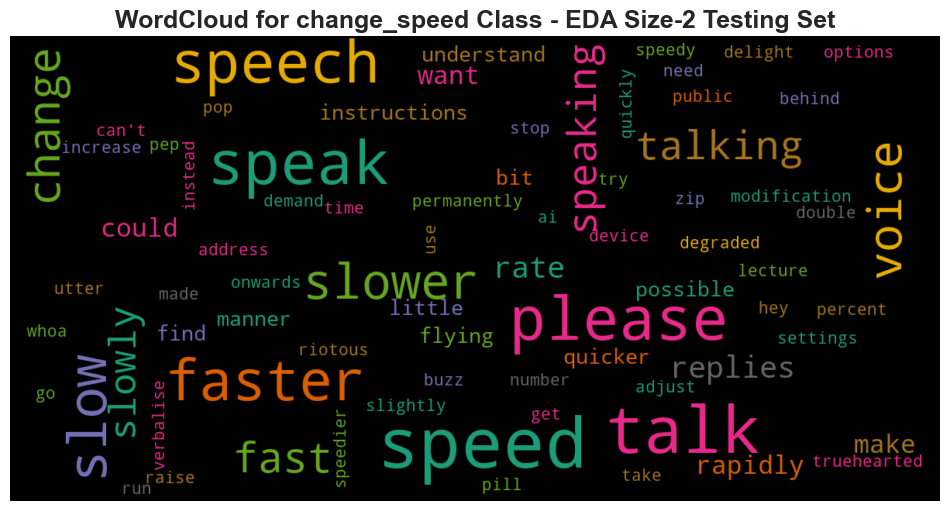 WordCloud for change_speed Class - EDA Size-2 Testing Set
change
speech
understand
want
speaking
speedy
delight
options
need
quickly
public
behind
pop
instructions
can't
increase
pep
instead
speak
stop
talking
voice
bit
try
demand
time
permanently
ai
zip
modification
double
could
address
use
device
degraded
slower
rate
lecture
onwards
utter
made
little
possible
please
hey
percent
whoa
slowly
find
manner
flying
settings
riotous
quicker
replies
slow
faster
buzz
number
adjust
go
verbalise
slightly
get
talk
speedier
fast
speed
make
raise
rapidly
truehearted
take
run
pill